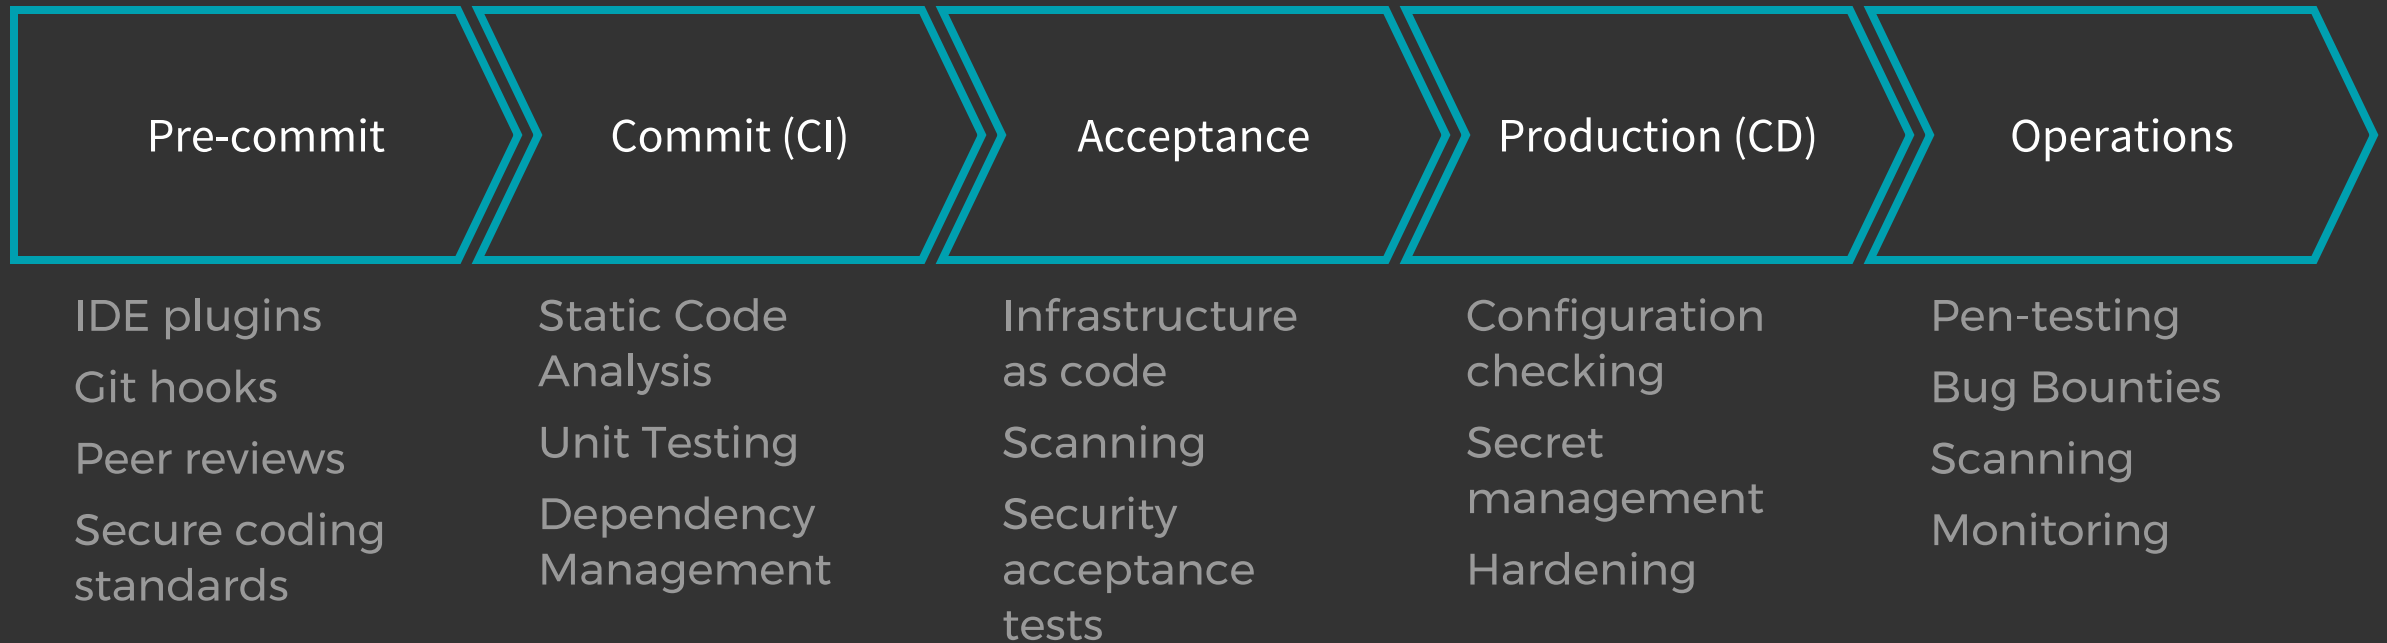 Pre-commit
Commit (CI)
Acceptance
Production (CD)
Operations
IDE plugins
Git hooks
Peer reviews
Secure coding
standards
Static Code
Analysis
Unit Testing
Dependency
Management
Infrastructure
as code
Scanning
Security
acceptance
tests
Configuration
checking
Secret
management
Hardening
Pen-testing
Bug Bounties
Scanning
Monitoring